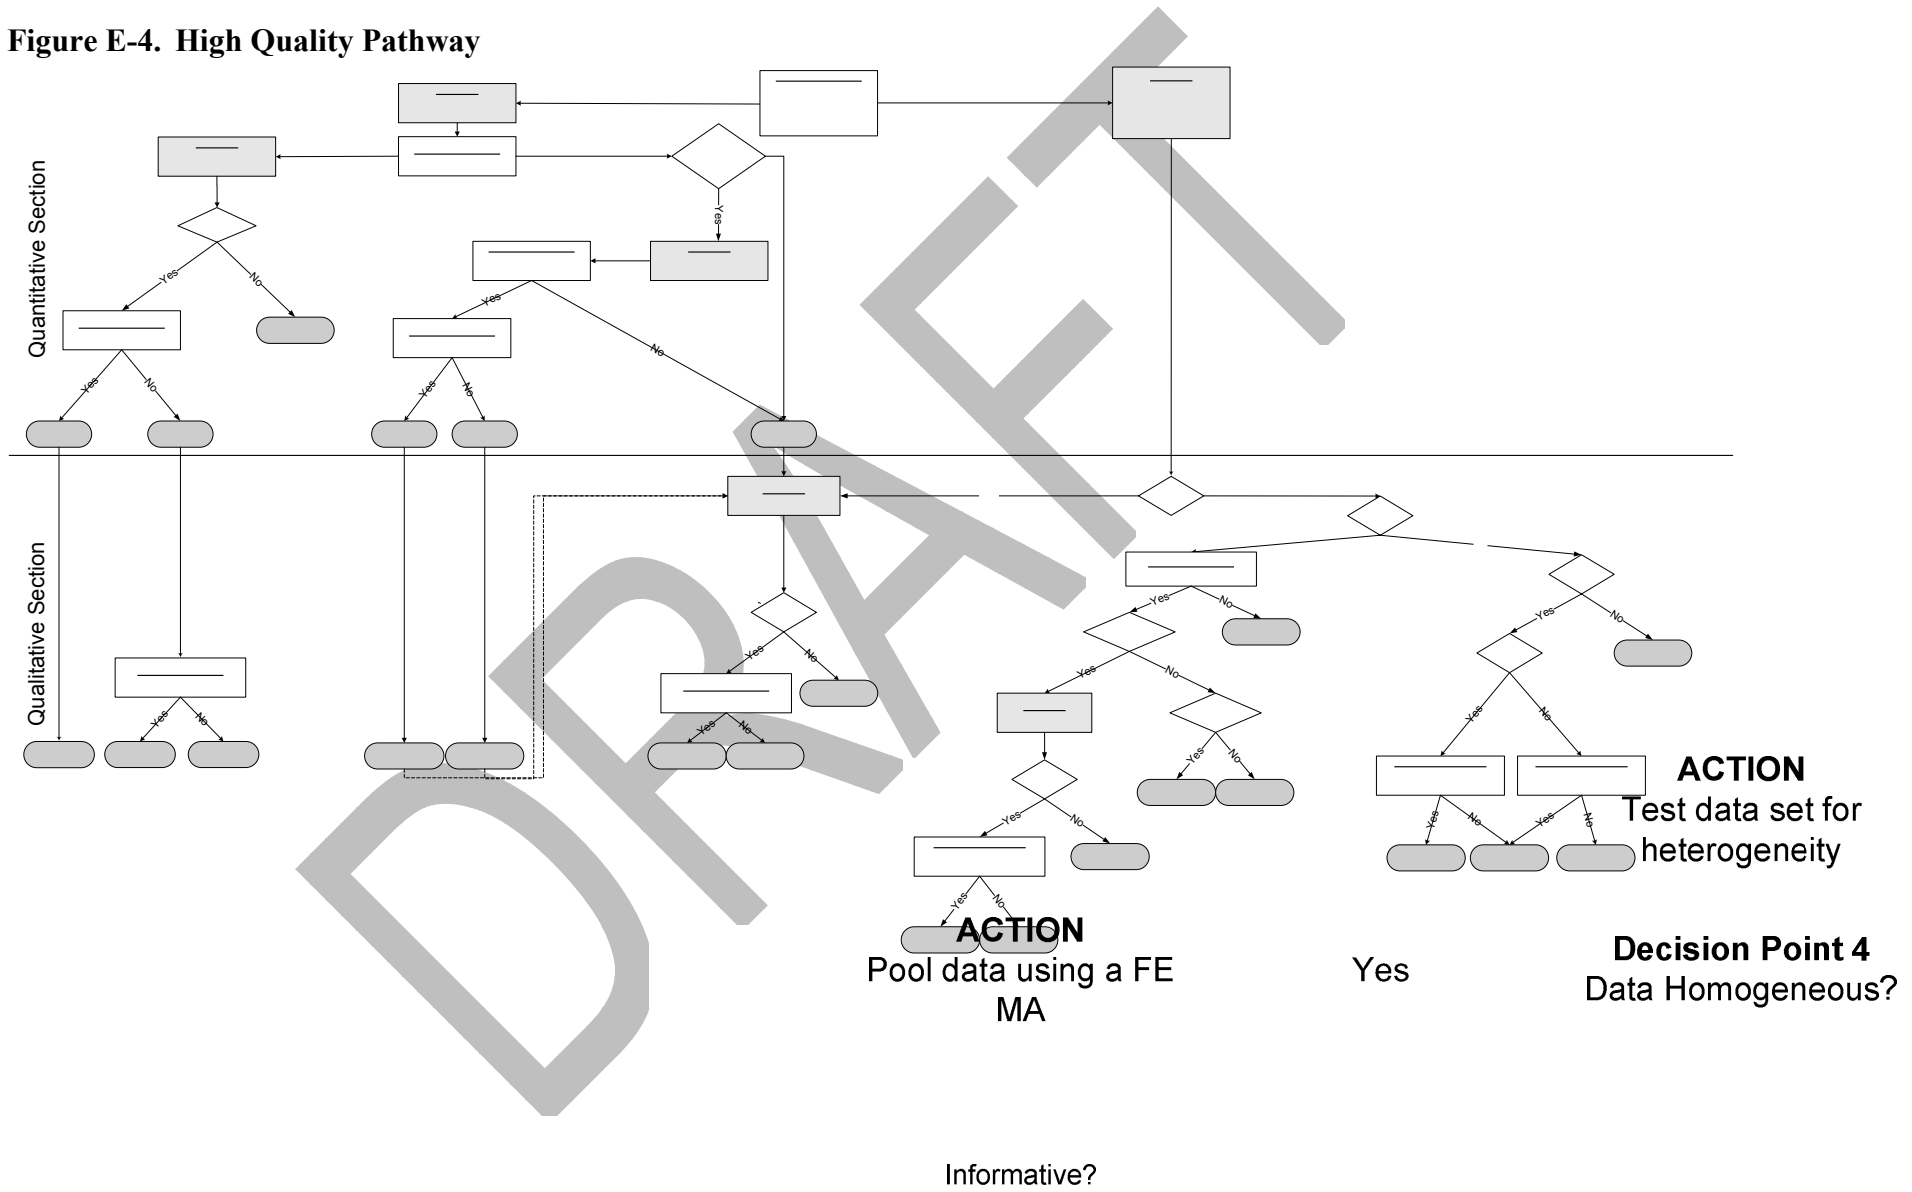 Figure E-4. High Quality Pathway
Quantitative Section
Yes
Yes
No
Yes
No
Yes
No
Yes
No
Qualitative Section
Yes
No
`
Yes
No
Yes
No
Yes
No
Yes
No
Yes
No
Yes
No
Yes
No
Yes
No
Yes
No
Yes
No
Yes
No
DRAFT
ACTION
Test data set for
heterogeneity
ACTION
Pool data using a FE
MA
Yes
Decision Point 4
Data Homogeneous?
Informative?